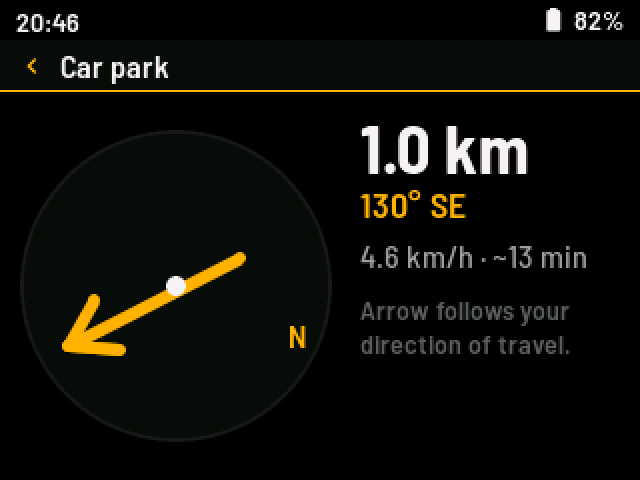 20:46
82%
Car park
1.0 km
130° SE
4.6 km/h · ~13 min
Arrow follows your
direction of travel.
N